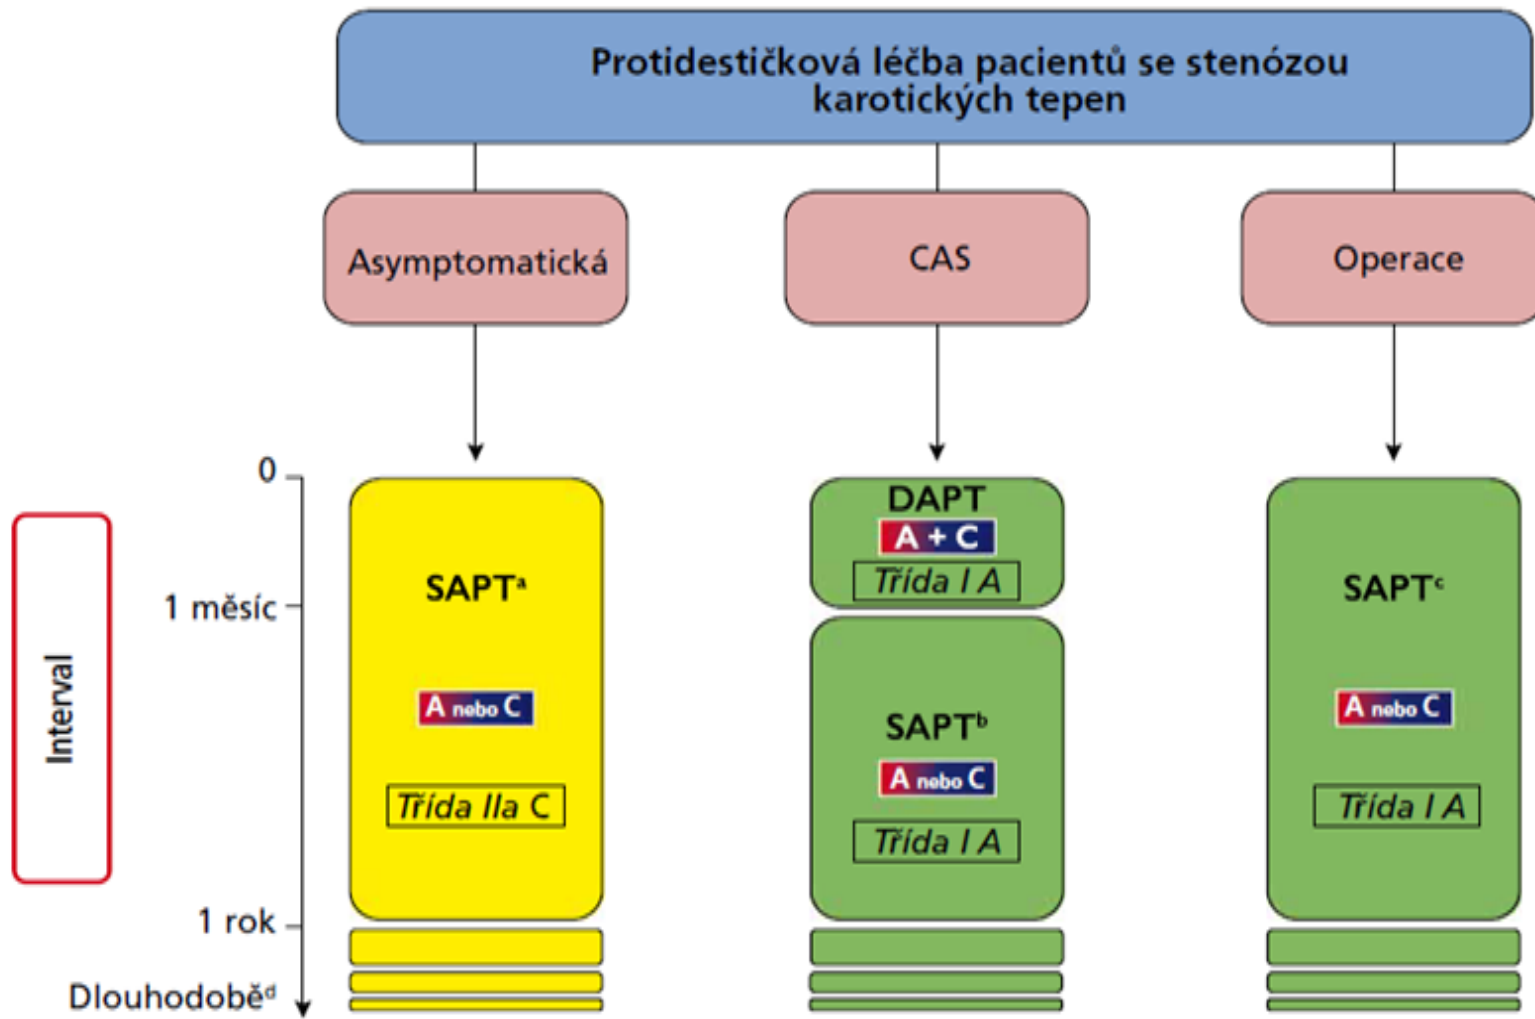 Protidestičková léčba pacientů se stenózou
karotických tepen
Asymptomatická
CAS
Operace
0
1 měsíc
Interval
1 rok
Dlouhodoběᵈ
SAPTᵃ
A nebo C
Třída IIa C
DAPT
A + C
Třída I A
SAPTᵇ
A nebo C
Třída I A
SAPTᶜ
A nebo C
Třída I A